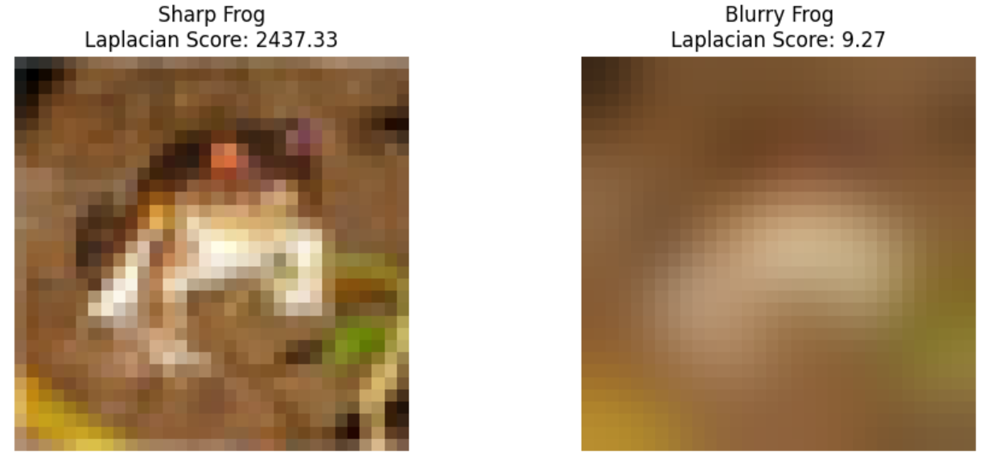 Sharp Frog
Laplacian Score: 2437.33
Blurry Frog
Laplacian Score: 9.27